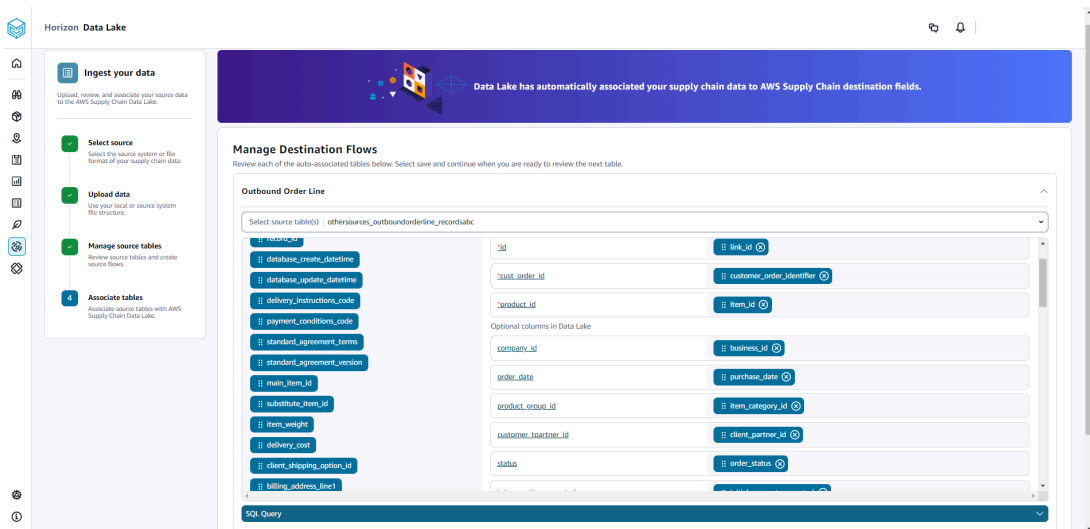 Horizon Data Lake
Ingest your data
Upload, review, and associate your source data
to the AWS Supply Chain Data Lake.
Select source
Select the source system or file
format of your supply chain data.
Upload data
Use your local or source system
file structure.
Manage source tables
Review source tables and create
source flows.
4 Associate tables
Associate source tables with AWS
Supply Chain Data Lake.
Data Lake has automatically associated your supply chain data to AWS Supply Chain destination fields.
Manage Destination Flows
Review each of the auto-associated tables below. Select save and continue when you are ready to review the next table.
Outbound Order Line
Select source table(s) othersources_outboundorderline_recordsabc
record_id
database_create_datetime
database_update_datetime
delivery_instructions_code
payment_conditions_code
standard_agreement_terms
standard_agreement_version
main_item_id
substitute_item_id
item_weight
delivery_cost
client_shipping_option_id
billing_address_line1
*id link_id
*cust_order_id customer_order_identifier
*product_id item_id
Optional columns in Data Lake
company_id business_id
order_date purchase_date
product_group_id item_category_id
customer_tpartner_id client_partner_id
status order_status
SQL Query